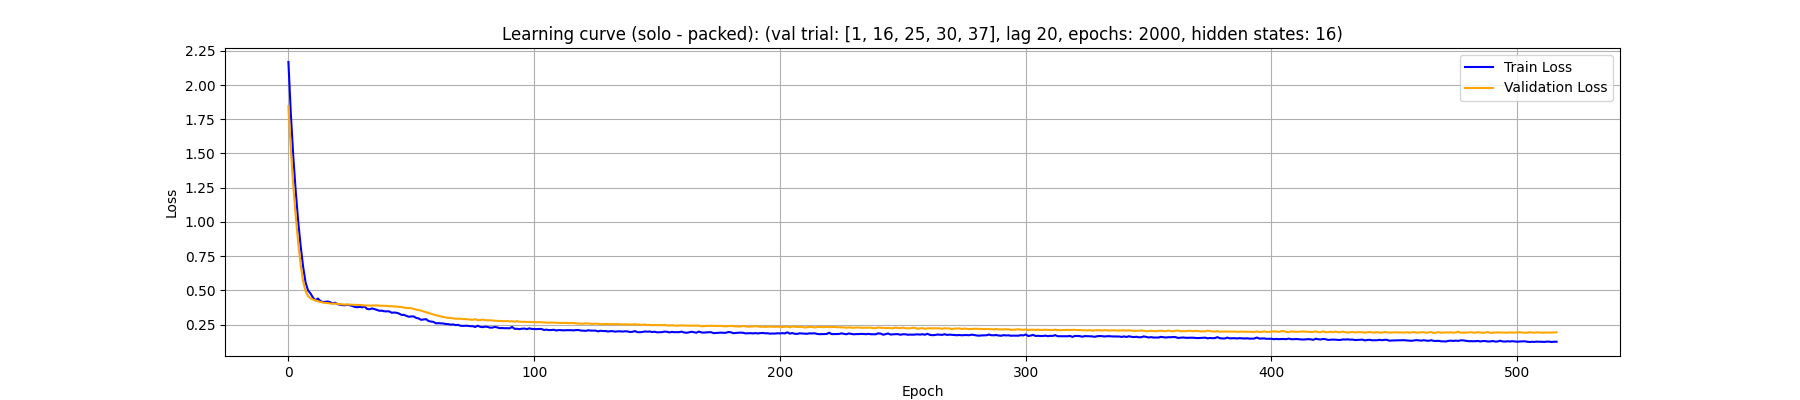 Learning curve (solo - packed): (val trial: [1, 16, 25, 30, 37], lag 20, epochs: 2000, hidden states: 16)
Train Loss
Validation Loss
Loss
2.25
2.00
1.75
1.50
1.25
1.00
0.75
0.50
0.25
0 100 200 300 400 500
Epoch